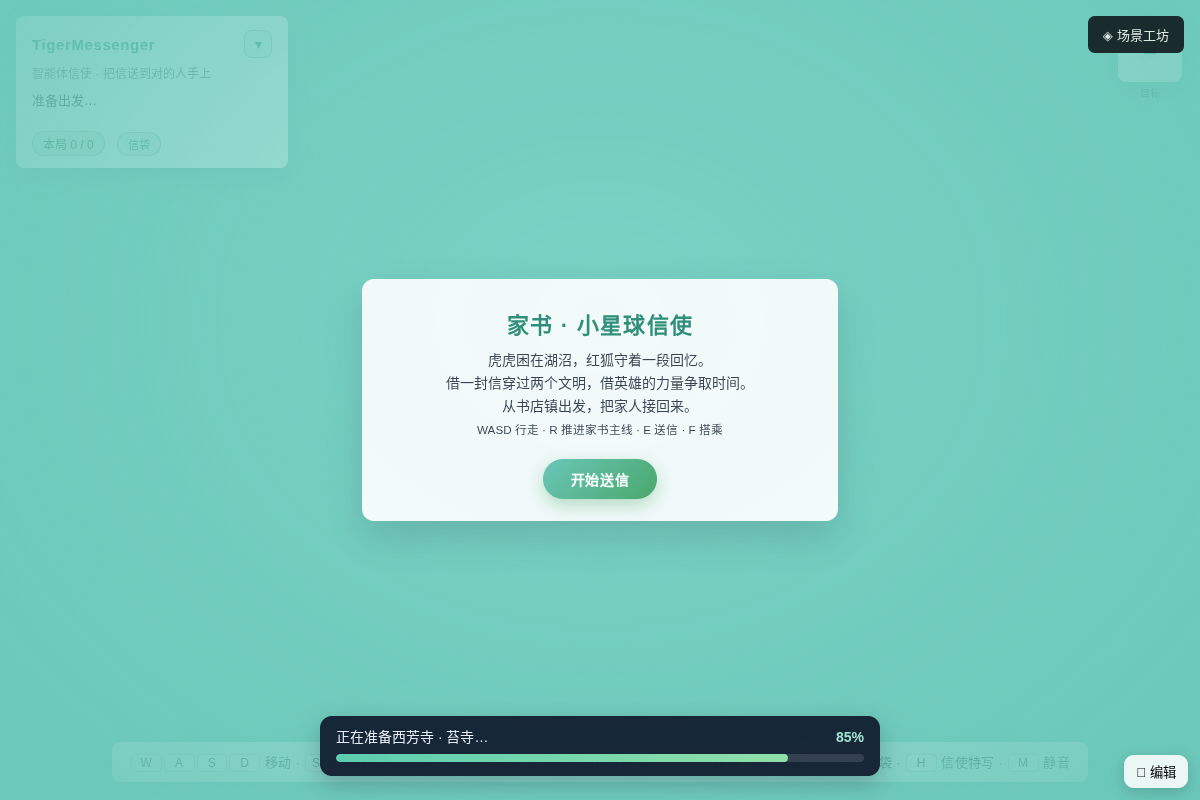 TigerMessenger
▼
智能体信使 · 把信送到对的人手上
准备出发…
本局 0 / 0
信袋
◈ 场景工坊
家书 · 小星球信使
虎虎困在湖沼，红狐守着一段回忆。
借一封信穿过两个文明，借英雄的力量争取时间。
从书店镇出发，把家人接回来。
WASD 行走 · R 推进家书主线 · E 送信 · F 搭乘
开始送信
正在准备西芳寺 · 苔寺… 85%
W A S D 移动 · S 袋 · H 信使特写 · M 静音
编辑